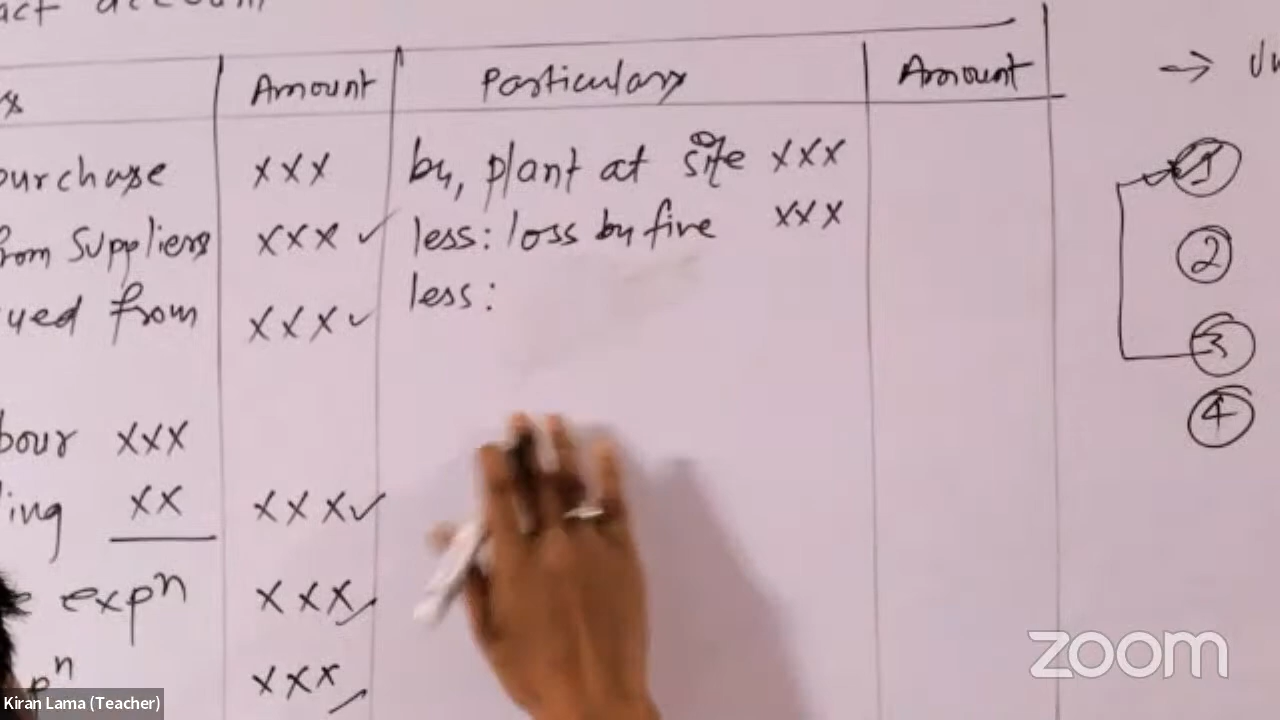 act account
Amount
Particulars
Amount
→
purchase XXX
by, plant at site XXX
①
from Suppliers XXX ✓
less: loss by fire XXX
②
from XXX ✓
less:
③
④
bour XXX
ling XX XXX ✓
expⁿ XXX
XXX
Kiran Lama (Teacher)
zoom